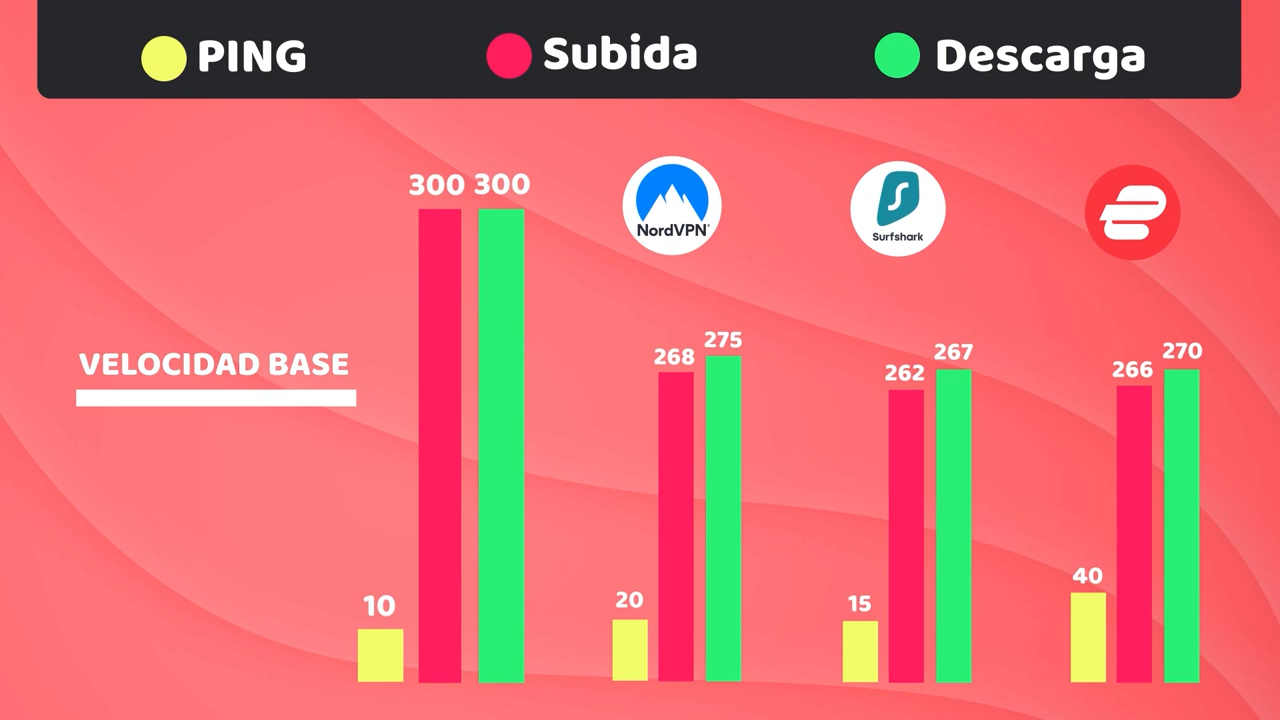 PING
Subida
Descarga
300 300
NordVPN®
Surfshark
VELOCIDAD BASE
268 275
262 267
266 270
10
20
15
40